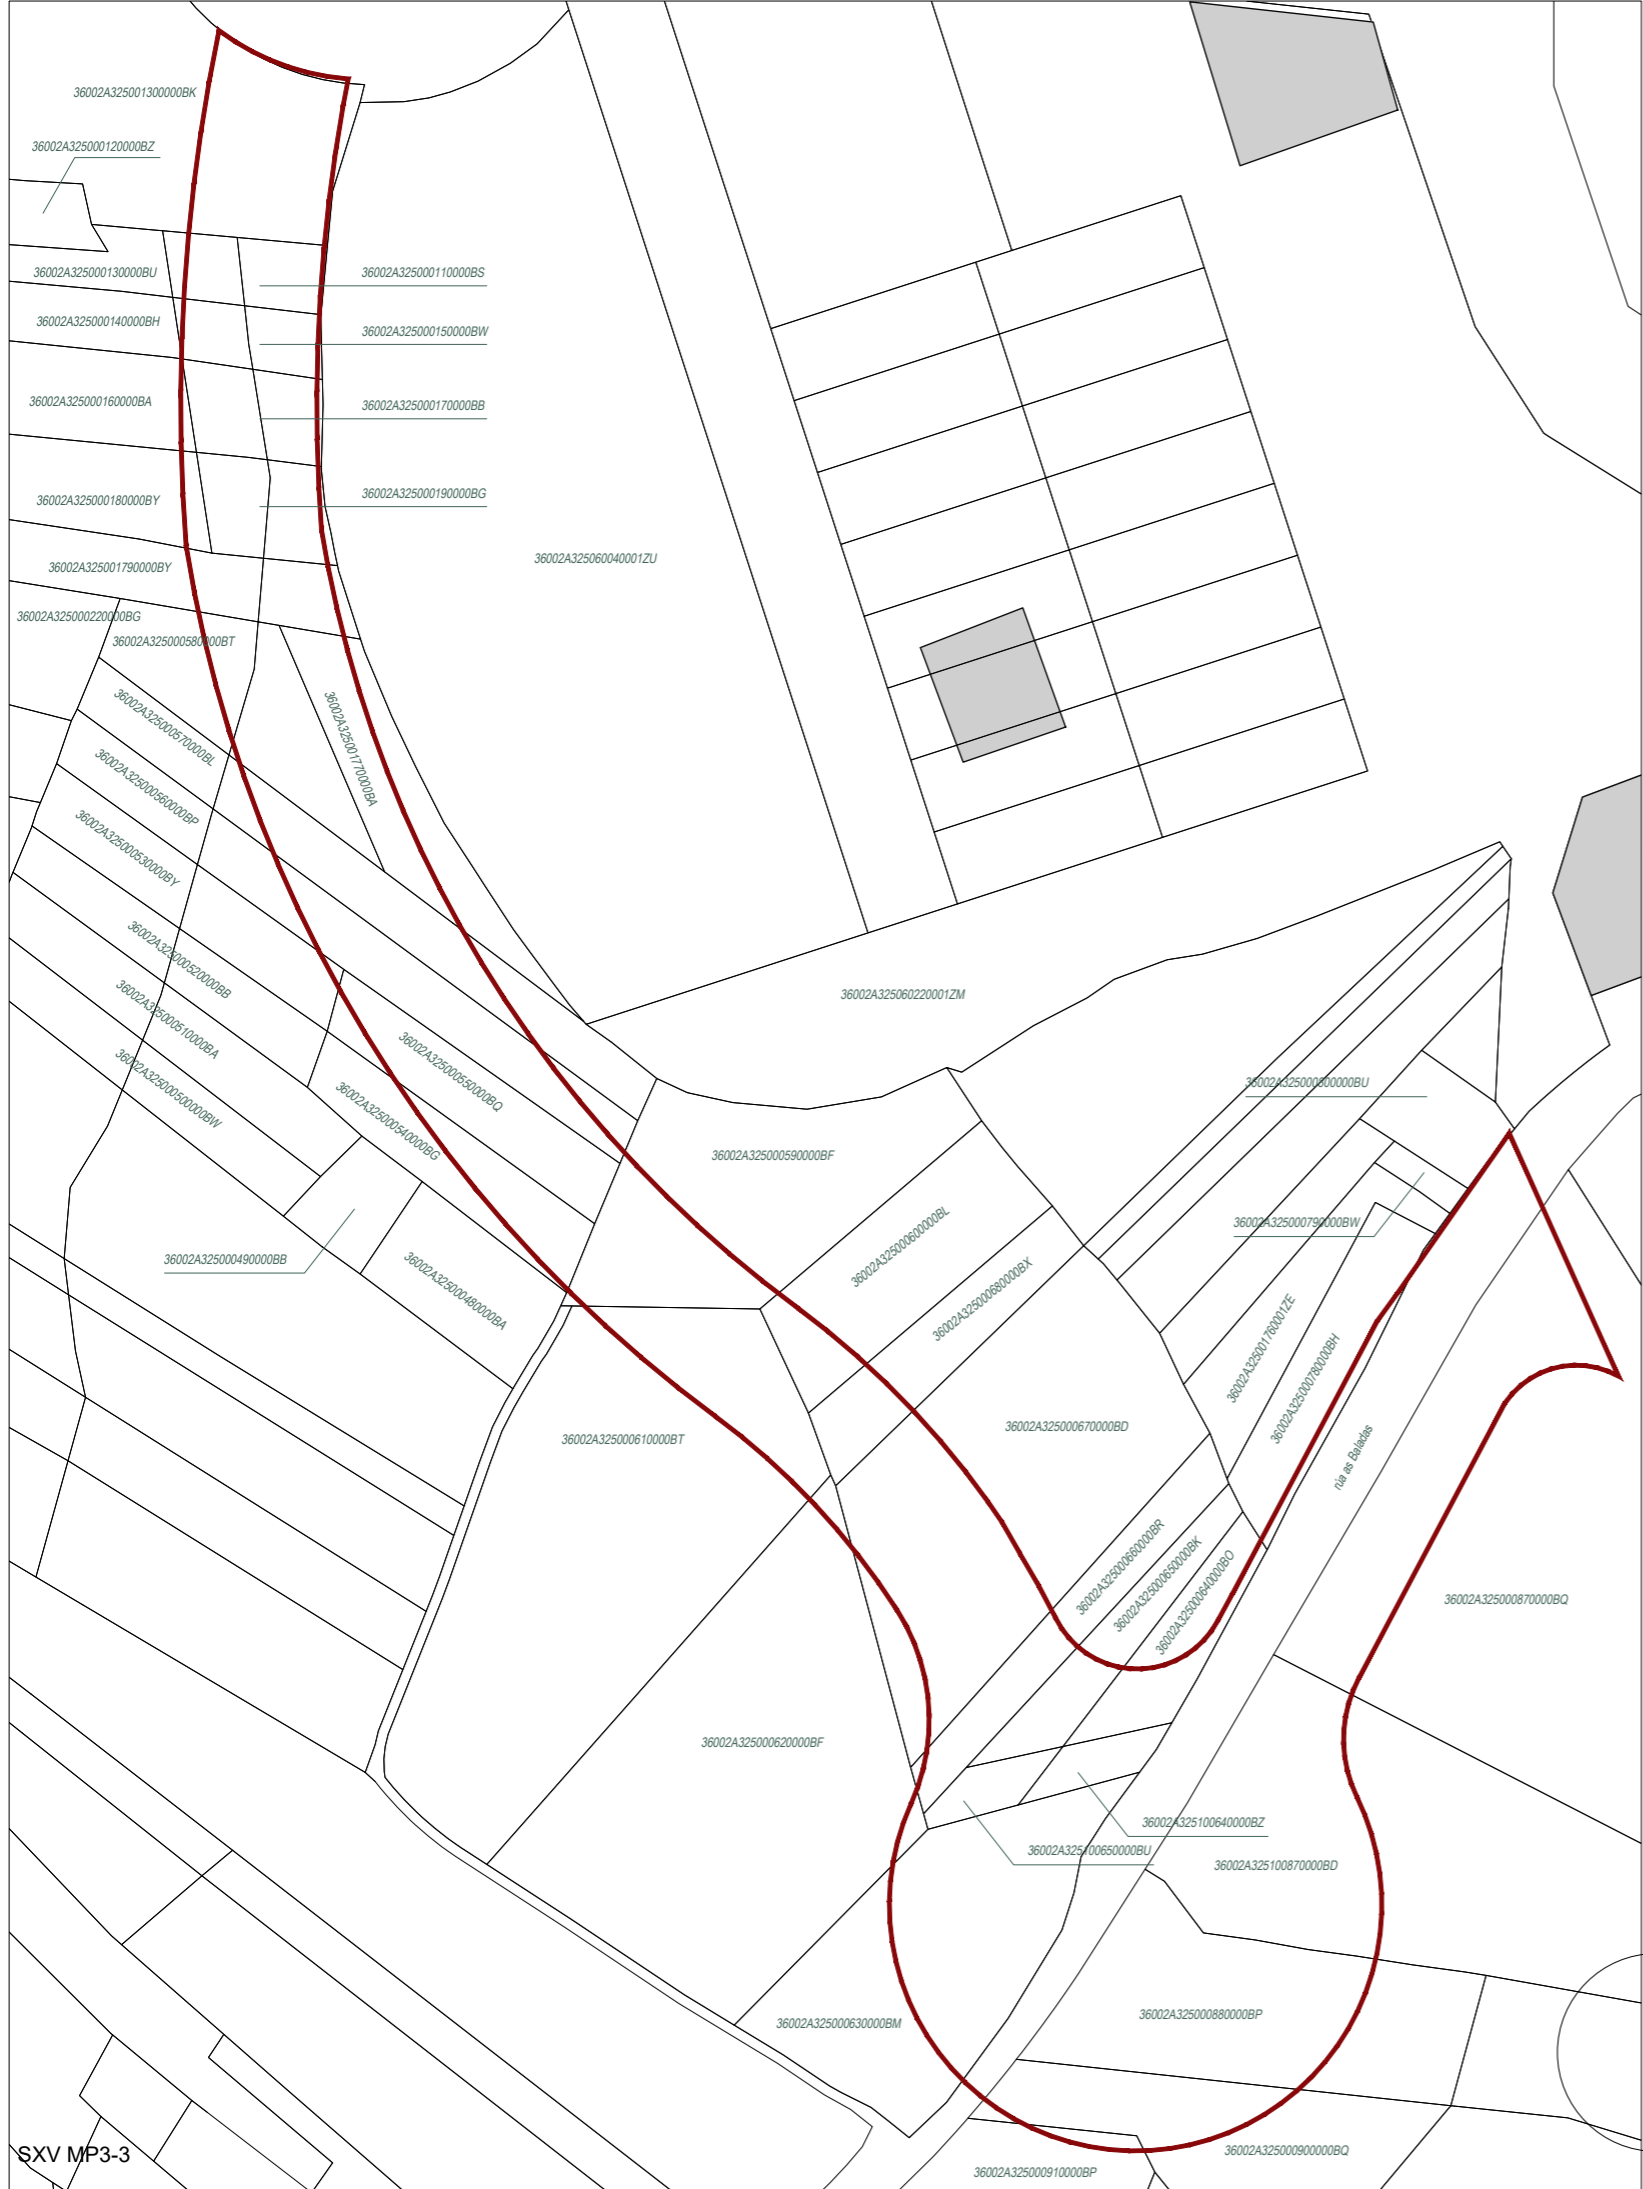 36002A325001300000BK
36002A325000120000BZ
36002A325000130000BU
36002A325000110000BS
36002A325000140000BH
36002A325000150000BW
36002A325000160000BA
36002A325000170000BB
36002A325000180000BY
36002A325000190000BG
36002A325060040001ZU
36002A325001790000BY
36002A325000220000BG
36002A325000580000BT
36002A325000570000BL
36002A325001770000BA
36002A325000560000BP
36002A325000530000BY
36002A325000520000BB
36002A325060220001ZM
36002A325000510000BA
36002A325000550000BQ
36002A325000500000BW
36002A325000540000BG
36002A325000800000BU
36002A325000590000BF
36002A325000600000BL
36002A325000790000BW
36002A325000490000BB
36002A325000480000BA
36002A325000680000BX
36002A325001760001ZE
36002A325000780000BH
36002A325000610000BT
36002A325000670000BD
rúa as Baladas
36002A325000660000BR
36002A325000650000BK
36002A325000640000BO
36002A325000870000BQ
36002A325000620000BF
36002A325100640000BZ
36002A325100650000BU
36002A325100870000BD
36002A325000880000BP
36002A325000630000BM
36002A325000900000BQ
36002A325000910000BP
SXV MP3-3